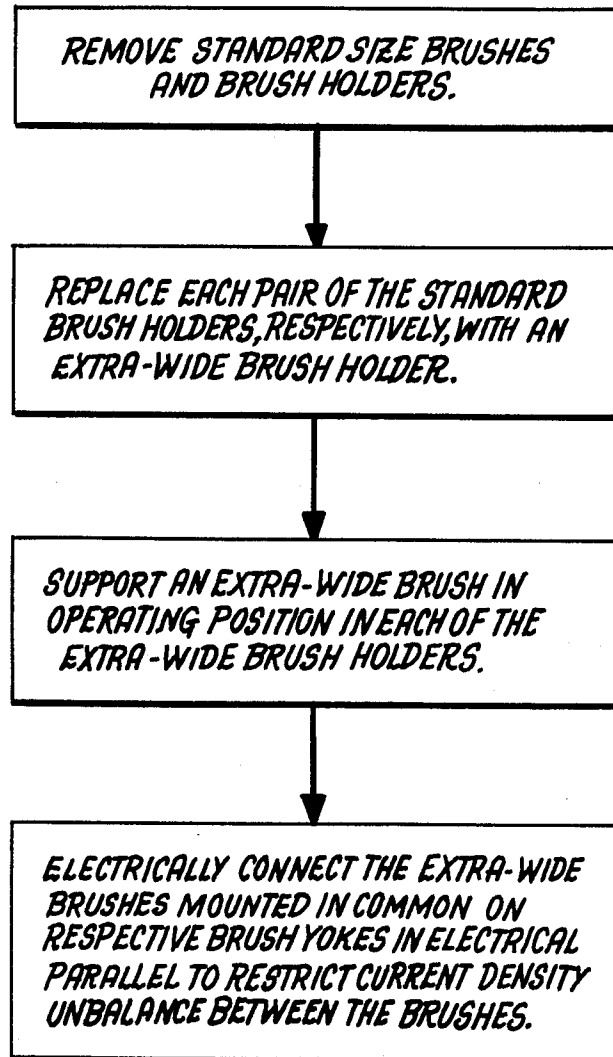 REMOVE STANDARD SIZE BRUSHES
AND BRUSH HOLDERS.
REPLACE EACH PAIR OF THE STANDARD
BRUSH HOLDERS, RESPECTIVELY, WITH AN
EXTRA-WIDE BRUSH HOLDER.
SUPPORT AN EXTRA-WIDE BRUSH IN
OPERATING POSITION IN EACH OF THE
EXTRA-WIDE BRUSH HOLDERS.
ELECTRICALLY CONNECT THE EXTRA-WIDE
BRUSHES MOUNTED IN COMMON ON
RESPECTIVE BRUSH YOKES IN ELECTRICAL
PARALLEL TO RESTRICT CURRENT DENSITY
UNBALANCE BETWEEN THE BRUSHES.